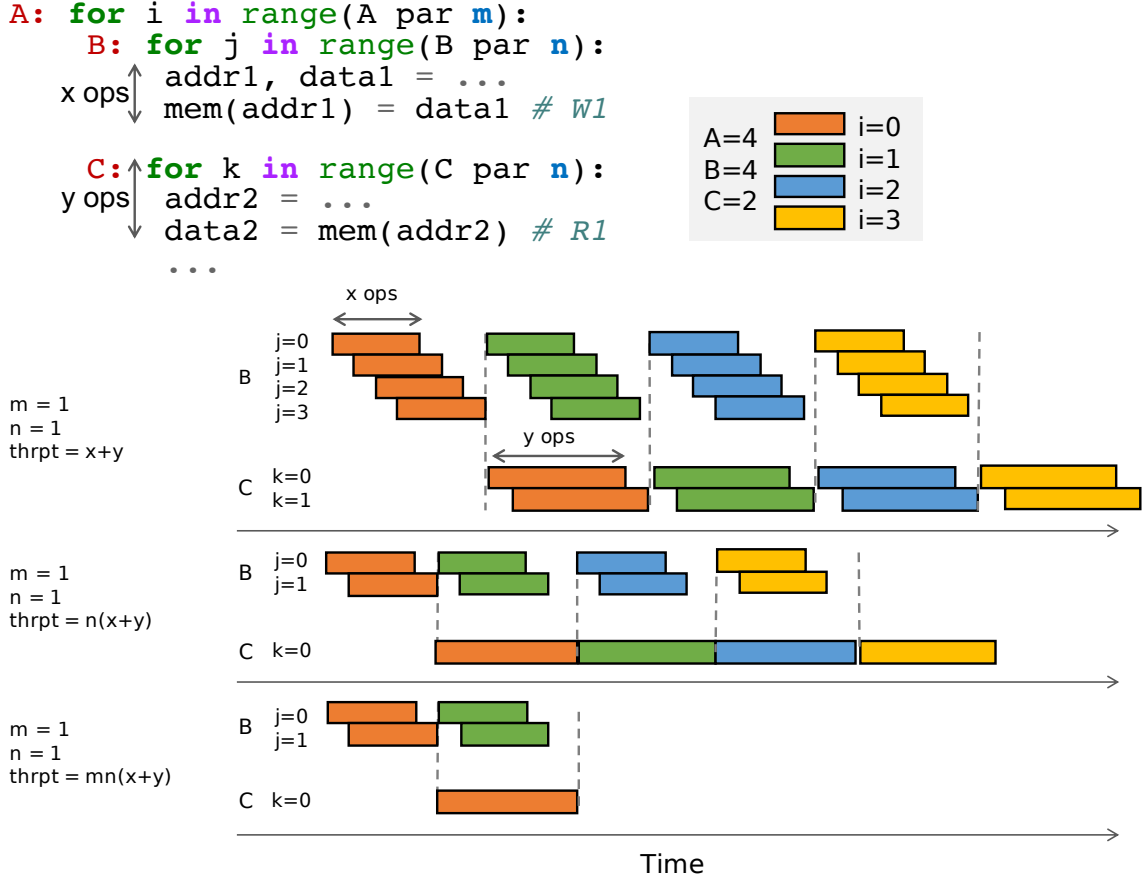 A: for i in range(A par m):
B: for j in range(B par n):
x ops
addr1, data1 = ...
mem(addr1) = data1 # W1
C: for k in range(C par n):
y ops
addr2 = ...
data2 = mem(addr2) # R1
...
A=4
B=4
C=2
i=0
i=1
i=2
i=3
x ops
m = 1
n = 1
thrpt = x+y
B
j=0
j=1
j=2
j=3
y ops
C
k=0
k=1
m = 1
n = 1
thrpt = n(x+y)
B
j=0
j=1
C k=0
m = 1
n = 1
thrpt = mn(x+y)
B
j=0
j=1
C k=0
Time